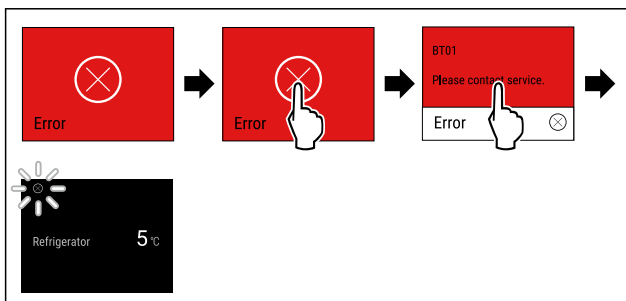 Error
Error
BT01
Please contact service.
Error
Refrigerator 5 °C